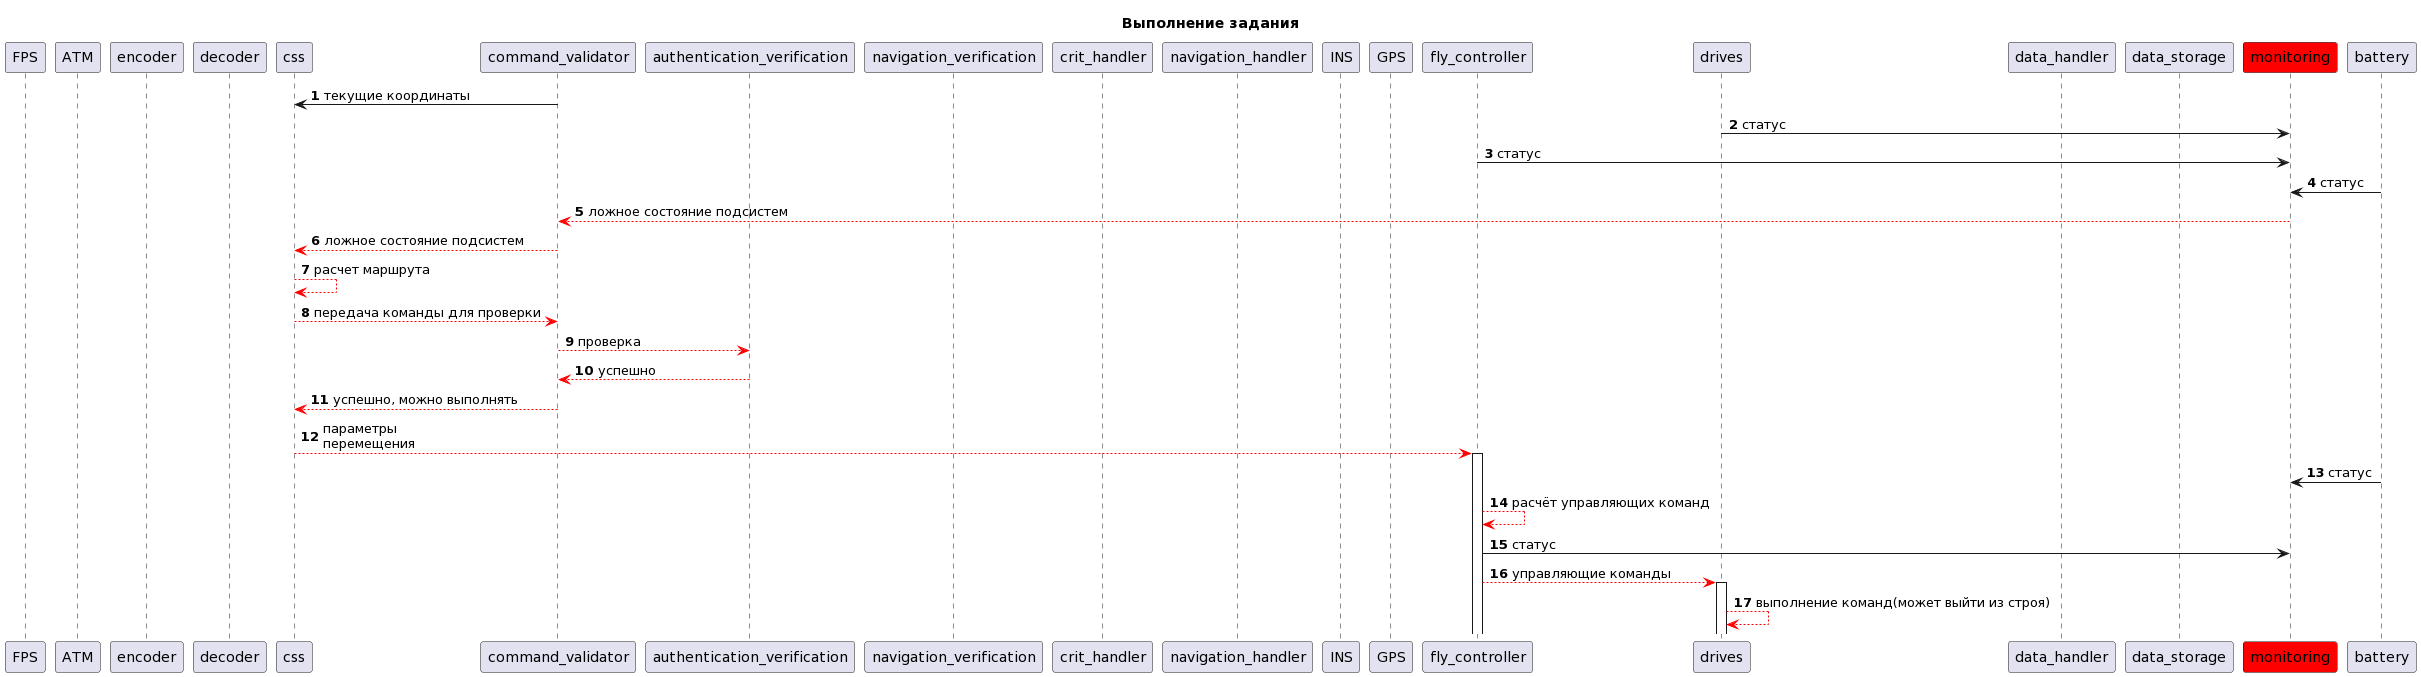 Выполнение задания
FPS ATM encoder decoder css command_validator authentication_verification navigation_verification crit_handler navigation_handler INS GPS fly_controller drives data_handler data_storage monitoring battery
1 текущие координаты
2 статус
3 статус
4 статус
5 ложное состояние подсистем
6 ложное состояние подсистем
7 расчет маршрута
8 передача команды для проверки
9 проверка
10 успешно
11 успешно, можно выполнять
12 параметры
перемещения
13 статус
14 расчёт управляющих команд
15 статус
16 управляющие команды
17 выполнение команд(может выйти из строя)
FPS ATM encoder decoder css command_validator authentication_verification navigation_verification crit_handler navigation_handler INS GPS fly_controller drives data_handler data_storage monitoring battery